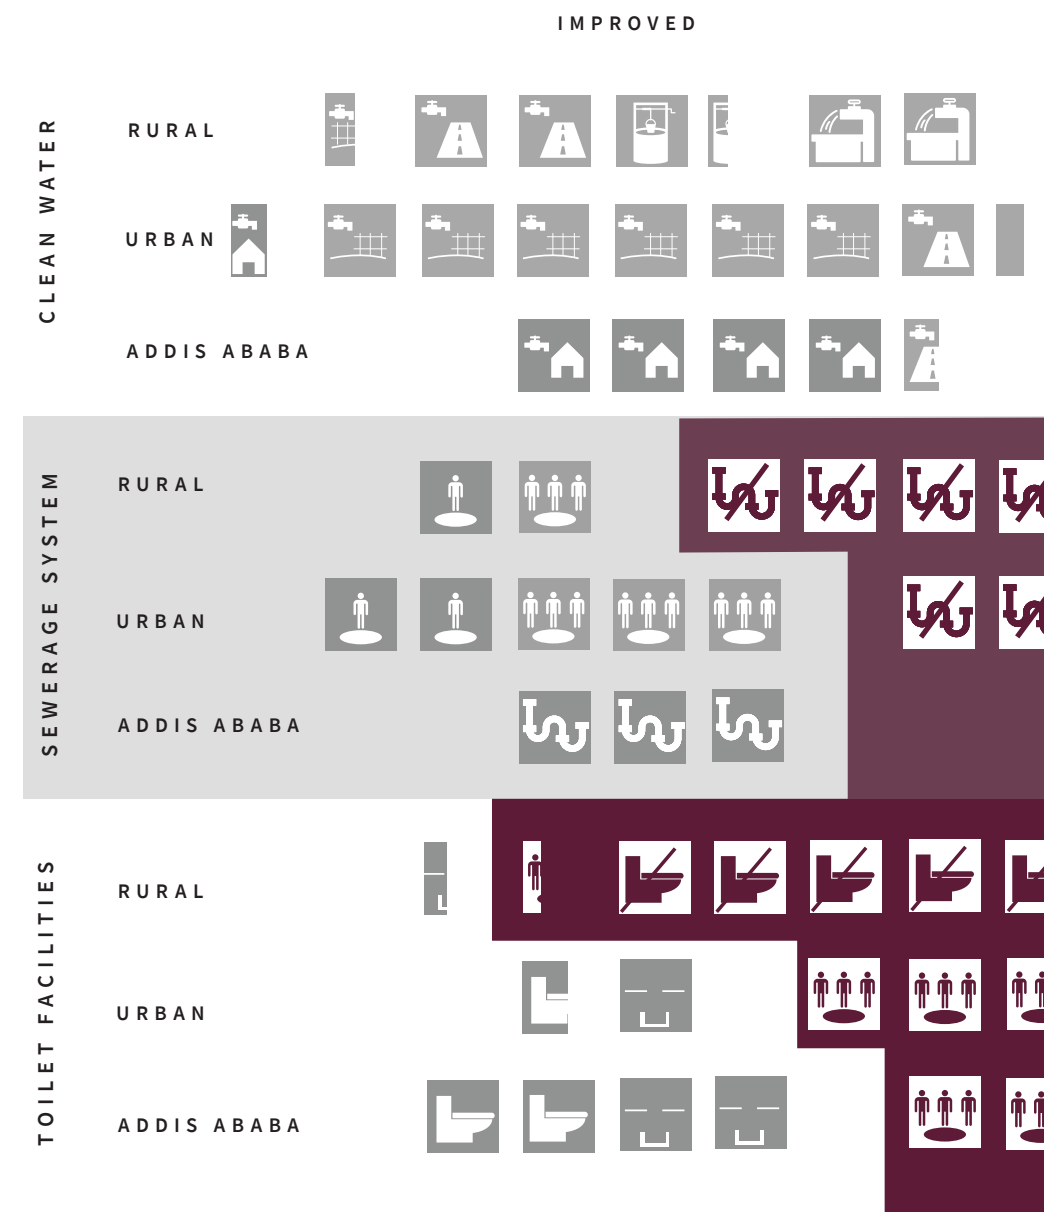 IMPROVED
CLEAN WATER
RURAL
URBAN
ADDIS ABABA
SEWERAGE SYSTEM
RURAL
URBAN
ADDIS ABABA
TOILET FACILITIES
RURAL
URBAN
ADDIS ABABA